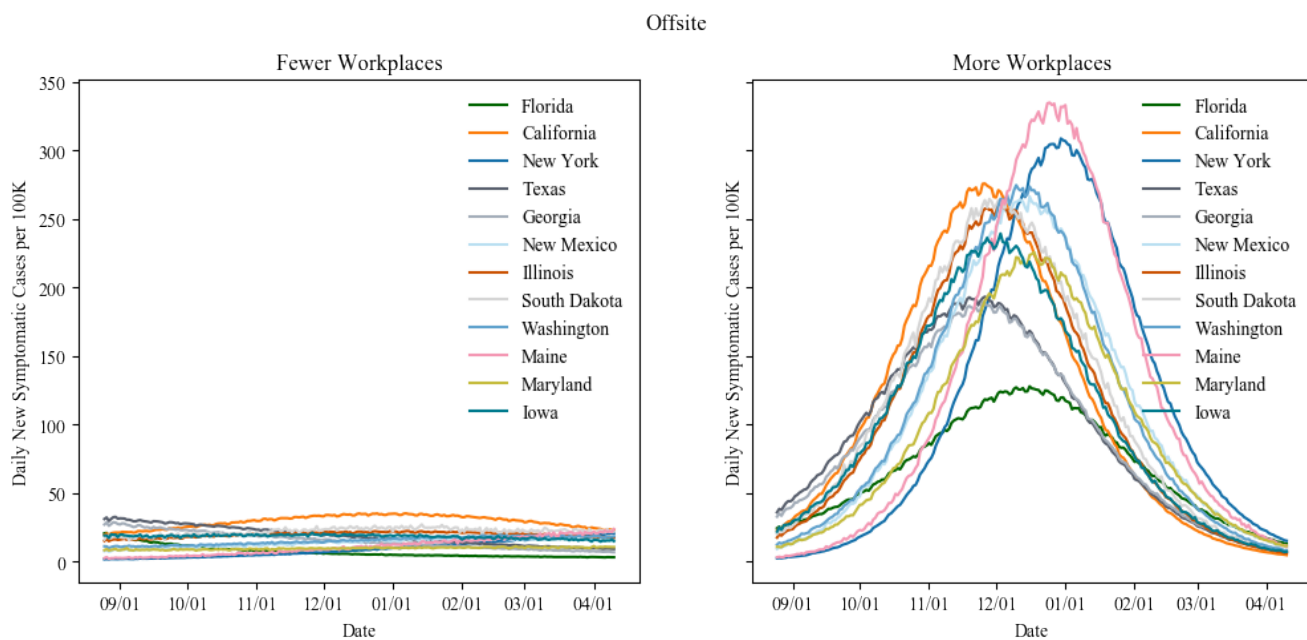 Offsite
Fewer Workplaces
Daily New Symptomatic Cases per 100K
350
300
250
200
150
100
50
0
Florida
California
New York
Texas
Georgia
New Mexico
Illinois
South Dakota
Washington
Maine
Maryland
Iowa
09/01 10/01 11/01 12/01 01/01 02/01 03/01 04/01
Date
More Workplaces
Daily New Symptomatic Cases per 100K
Florida
California
New York
Texas
Georgia
New Mexico
Illinois
South Dakota
Washington
Maine
Maryland
Iowa
09/01 10/01 11/01 12/01 01/01 02/01 03/01 04/01
Date